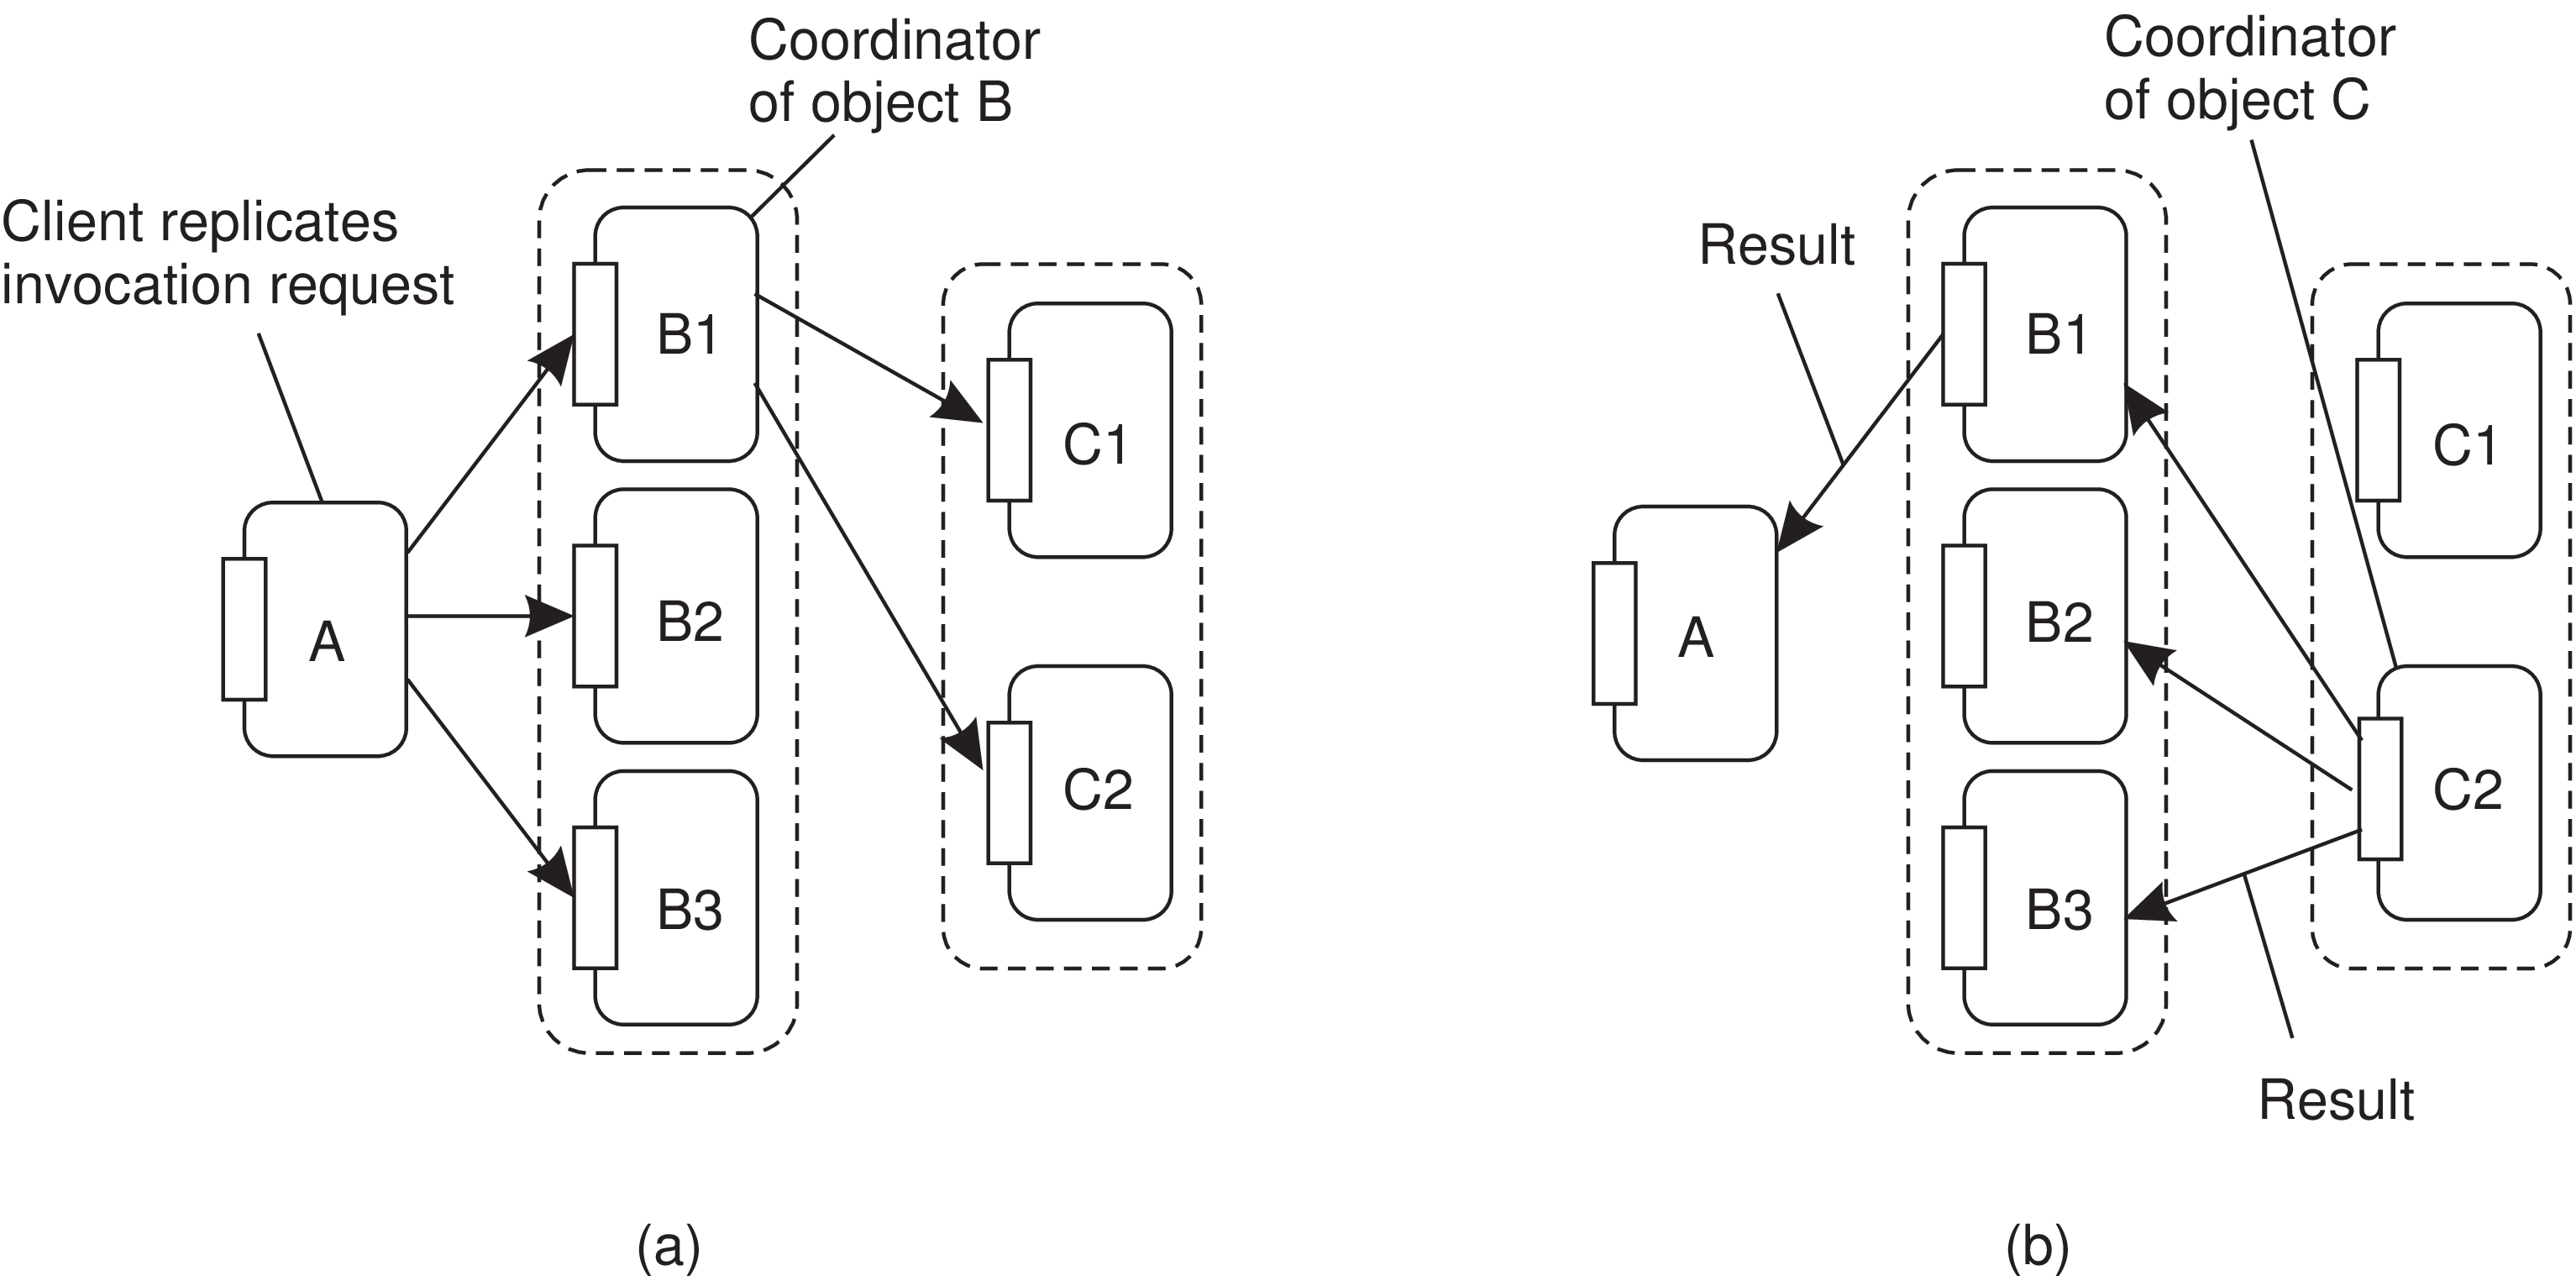 Coordinator
of object B
Client replicates
invocation request
B1
C1
A
B2
C2
B3
(a)
Coordinator
of object C
Result
B1
C1
A
B2
C2
B3
Result
(b)